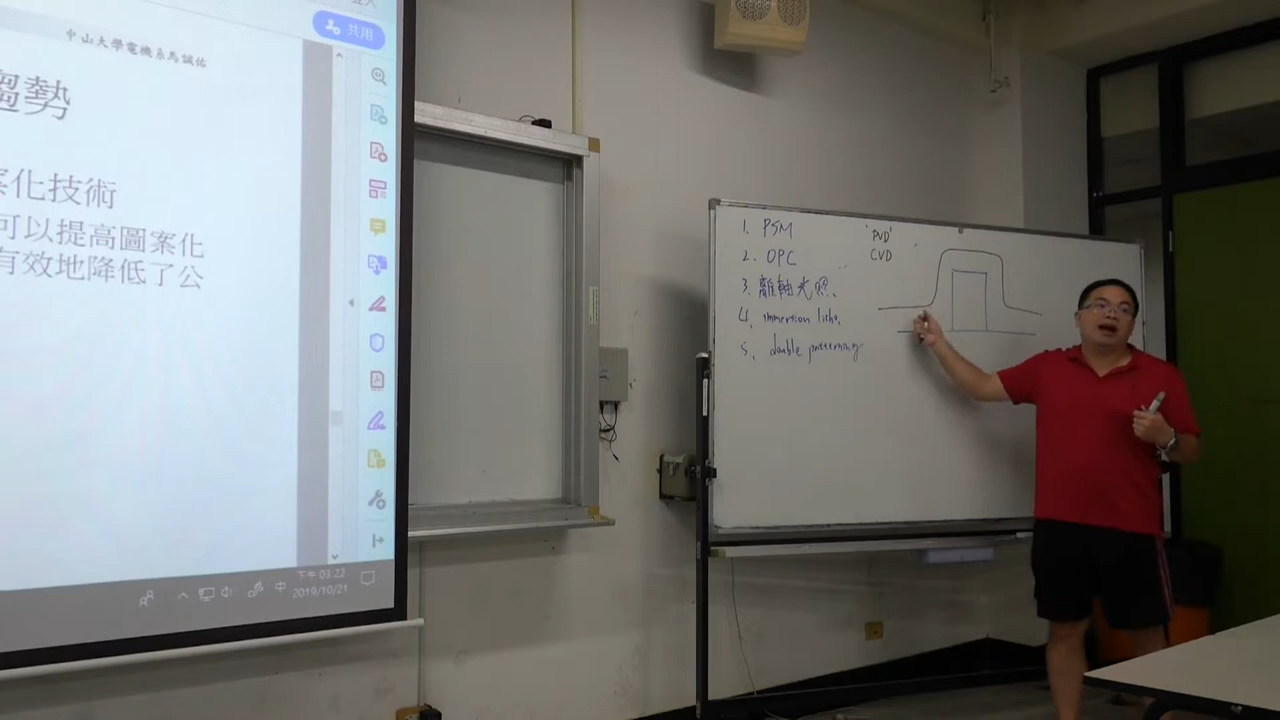 共用
中山大學電機系馬誠佑
趨勢
案化技術
可以提高圖案化
有效地降低了公
中
下午 03:22
2019/10/21
1. PSM
2. OPC
3. 離軸光照、
4. immersion litho.
5. double patterning
'PVD'
CVD